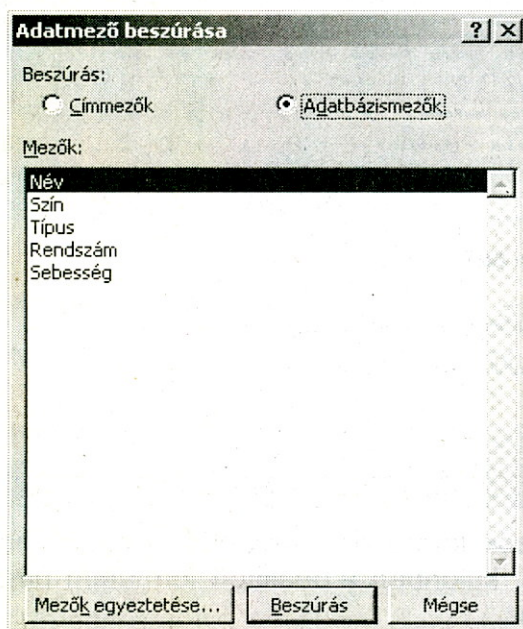 Adatmező beszúrása ? ×
Beszúrás:
Címmezők Adatbázismezők
Mezők:
Név
Szín
Típus
Rendszám
Sebesség
Mezők egyeztetése... Beszúrás Mégse